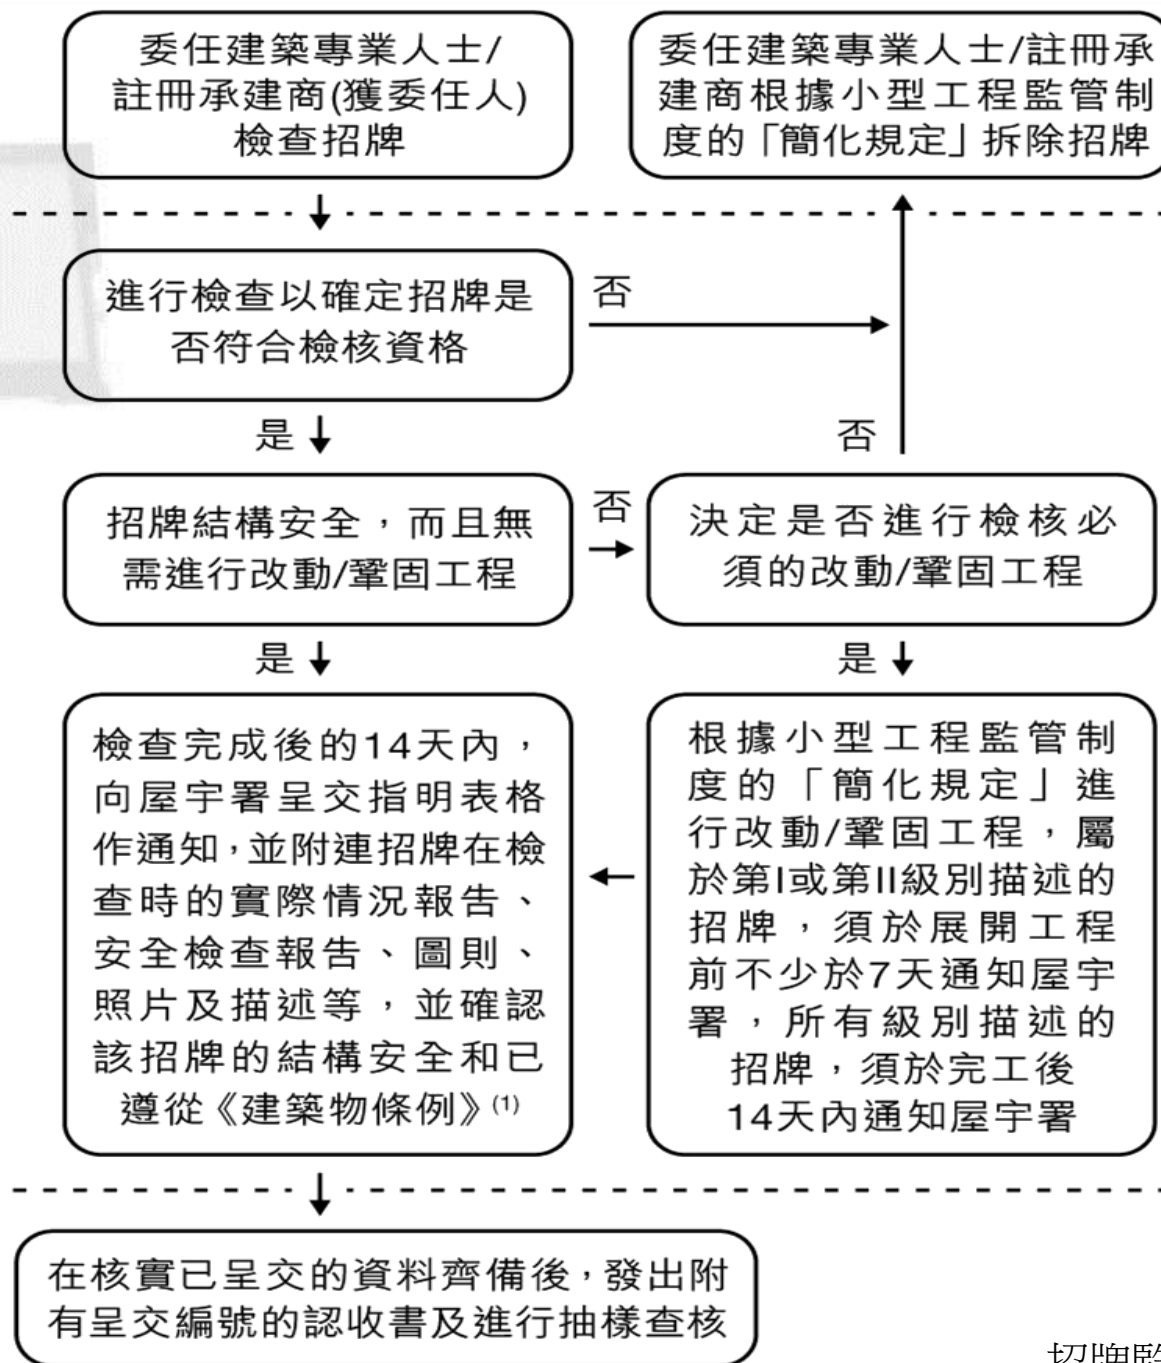 委任建築專業人士/
註冊承建商(獲委任人)
檢查招牌
委任建築專業人士/註冊承
建商根據小型工程監管制
度的「簡化規定」拆除招牌
進行檢查以確定招牌是
否符合檢核資格
否
是
否
招牌結構安全,而且無
需進行改動/鞏固工程
否
決定是否進行檢核必
須的改動/鞏固工程
是
是
檢查完成後的14天內,
向屋宇署呈交指明表格
作通知,並附連招牌在檢
查時的實際情況報告、
安全檢查報告、圖則、
照片及描述等,並確認
該招牌的結構安全和已
遵從《建築物條例》(1)
根據小型工程監管制
度的「簡化規定」進
行改動/鞏固工程,屬
於第I或第II級別描述的
招牌,須於展開工程
前不少於7天通知屋宇
署,所有級別描述的
招牌,須於完工後
14天內通知屋宇署
在核實已呈交的資料齊備後,發出附
有呈交編號的認收書及進行抽樣查核